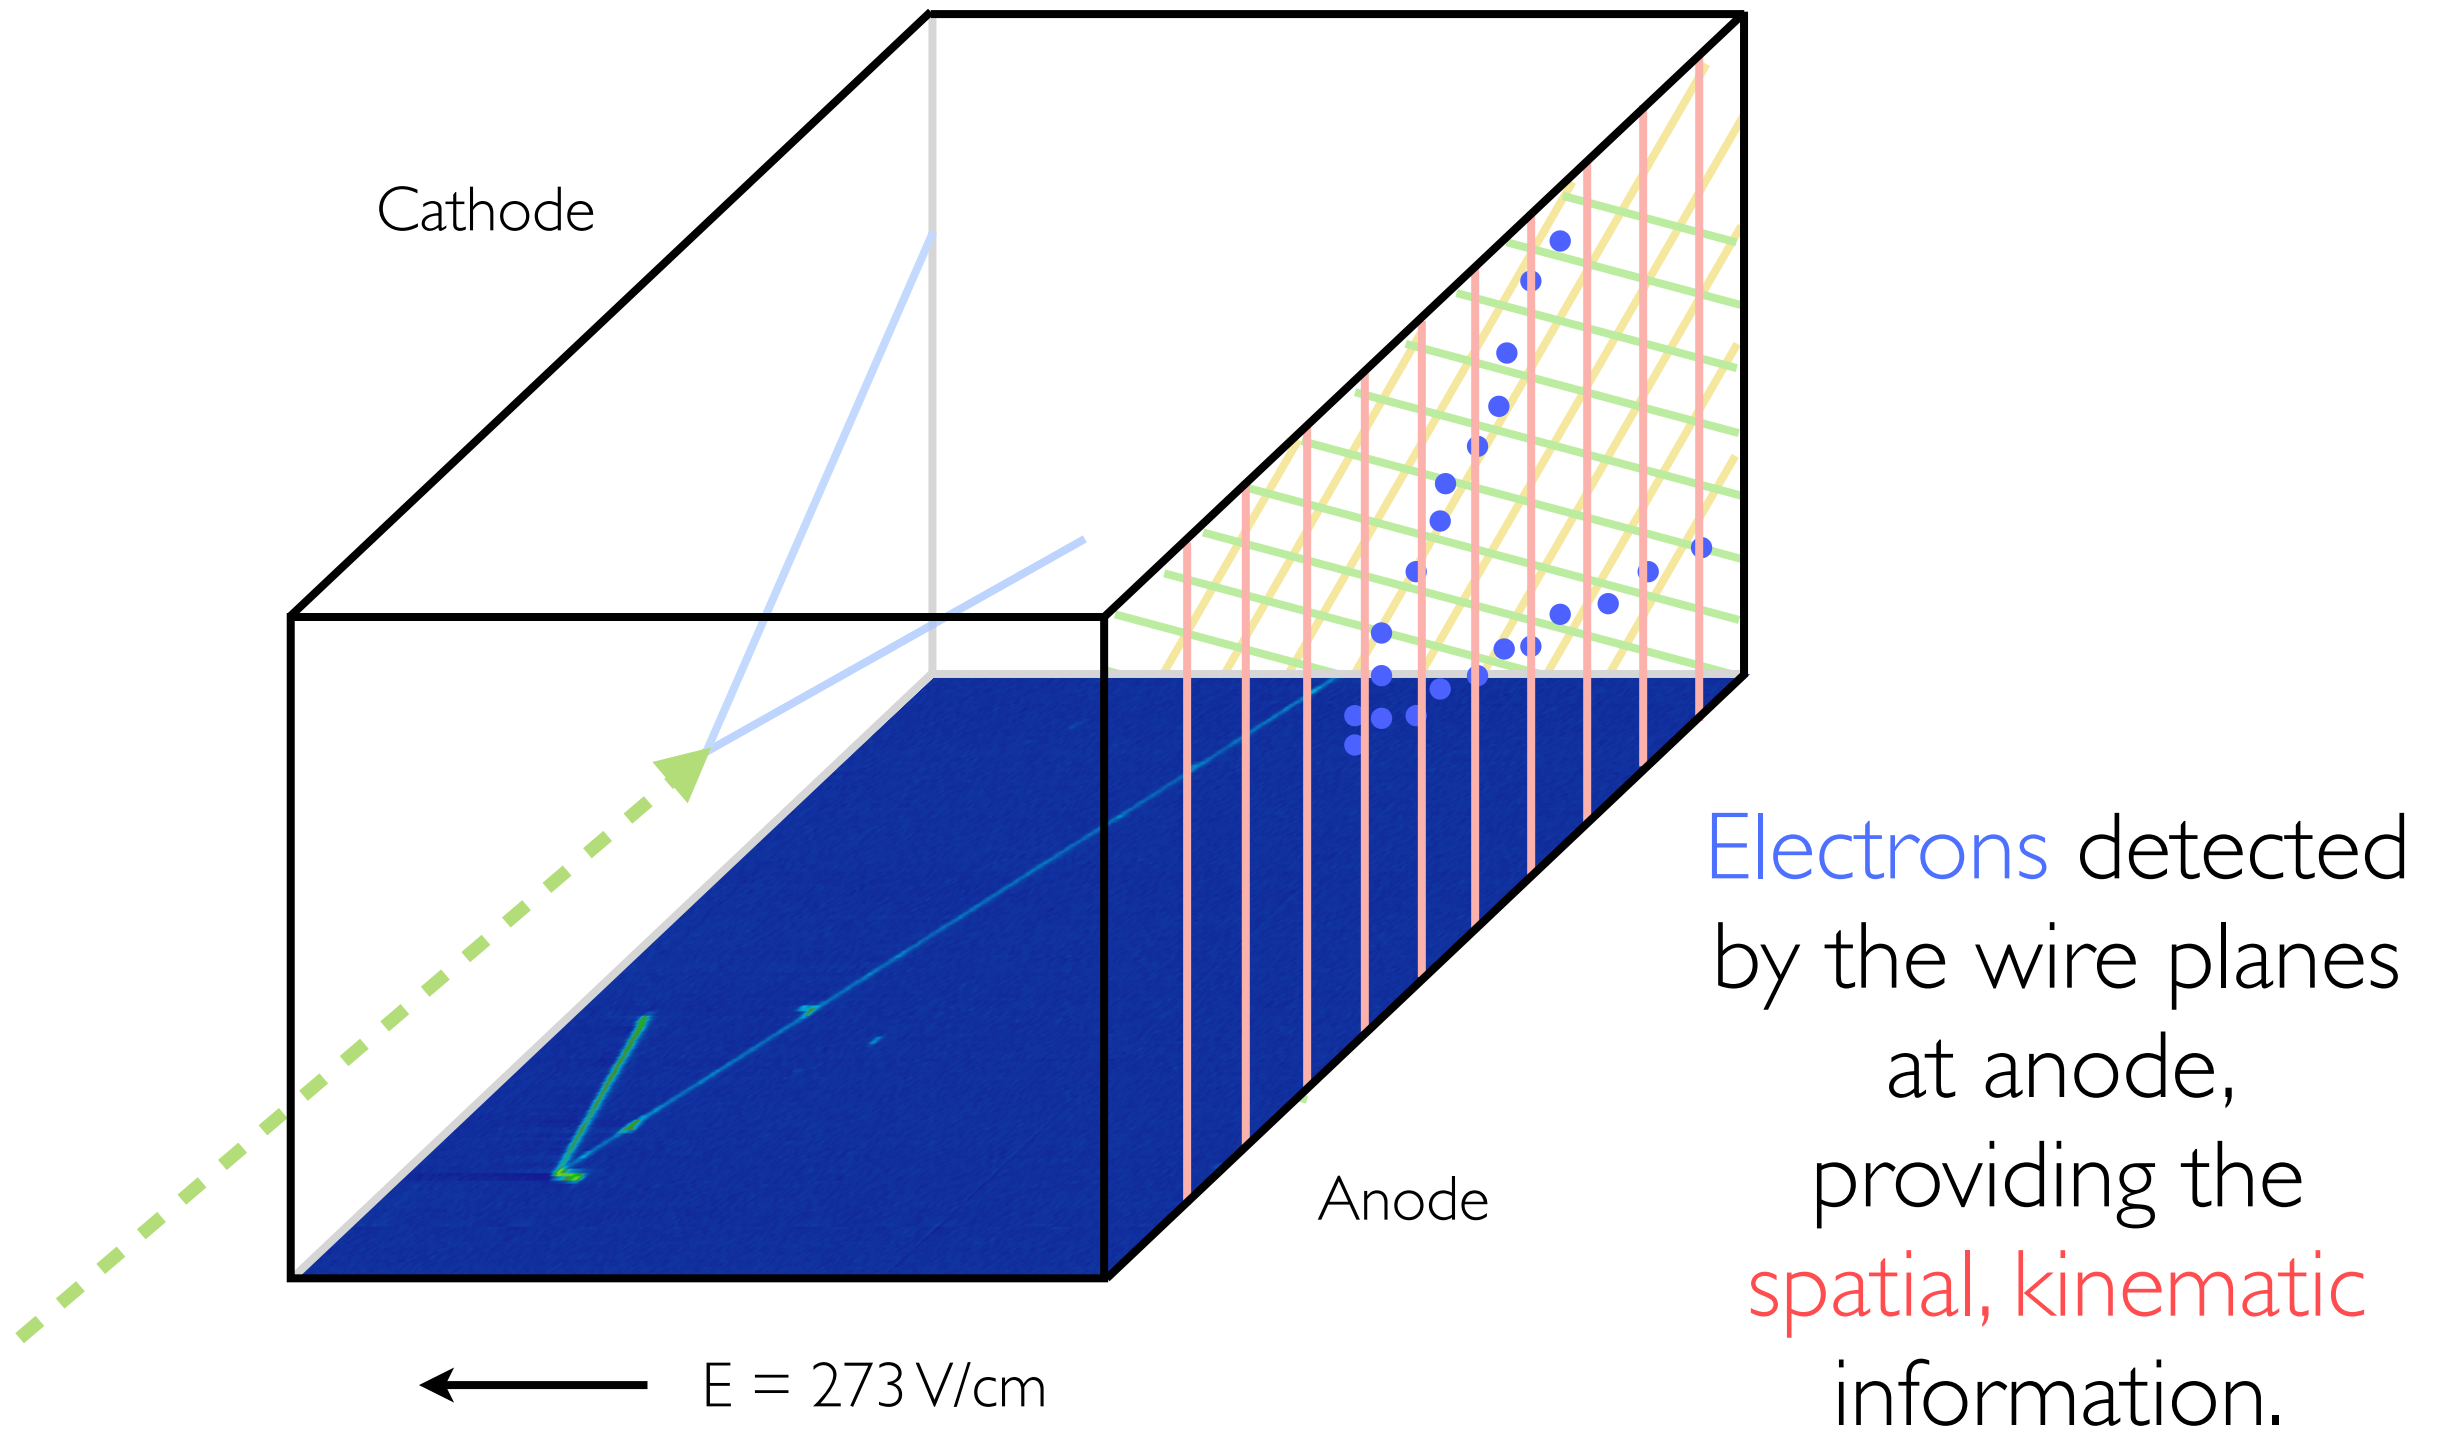 Cathode
Electrons detected
by the wire planes
at anode,
providing the
spatial, kinematic
information.
Anode
E = 273 V/cm